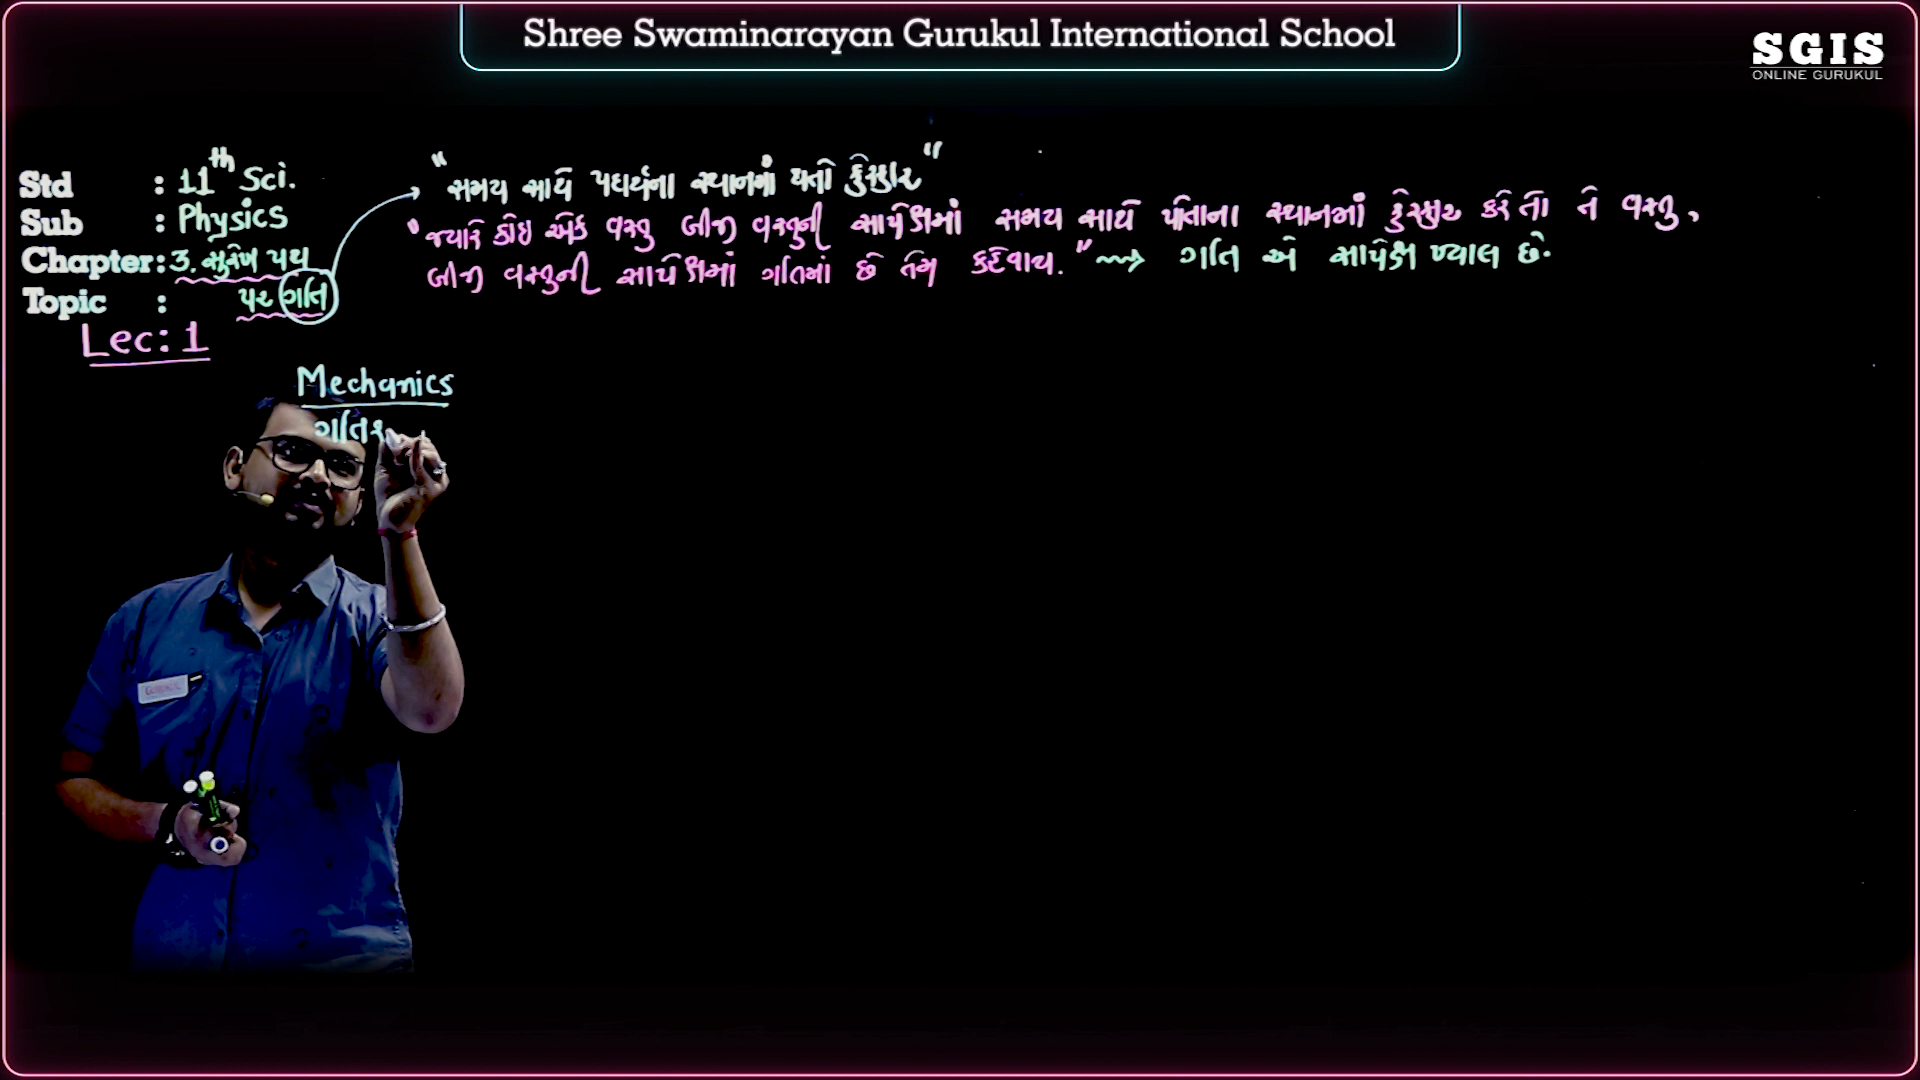 Shree Swaminarayan Gurukul International School
SGIS
ONLINE GURUKUL
Std : 11th Sci.
Sub : Physics
Chapter: 3. સુરેખ પથ
Topic : પર ગતિ
Lec: 1
"સમય સાથે પદાર્થના સ્થાનમાં થતો ફેરફાર"
"જ્યારે કોઇ એક વસ્તુ બીજી વસ્તુની સાપેક્ષમાં સમય સાથે પોતાના સ્થાનમાં ફેરફાર કરે તો તે વસ્તુ,
બીજી વસ્તુની સાપેક્ષમાં ગતિમાં છે તેમ કહેવાય." ગતિ એ સાપેક્ષ ખ્યાલ છે.
Mechanics